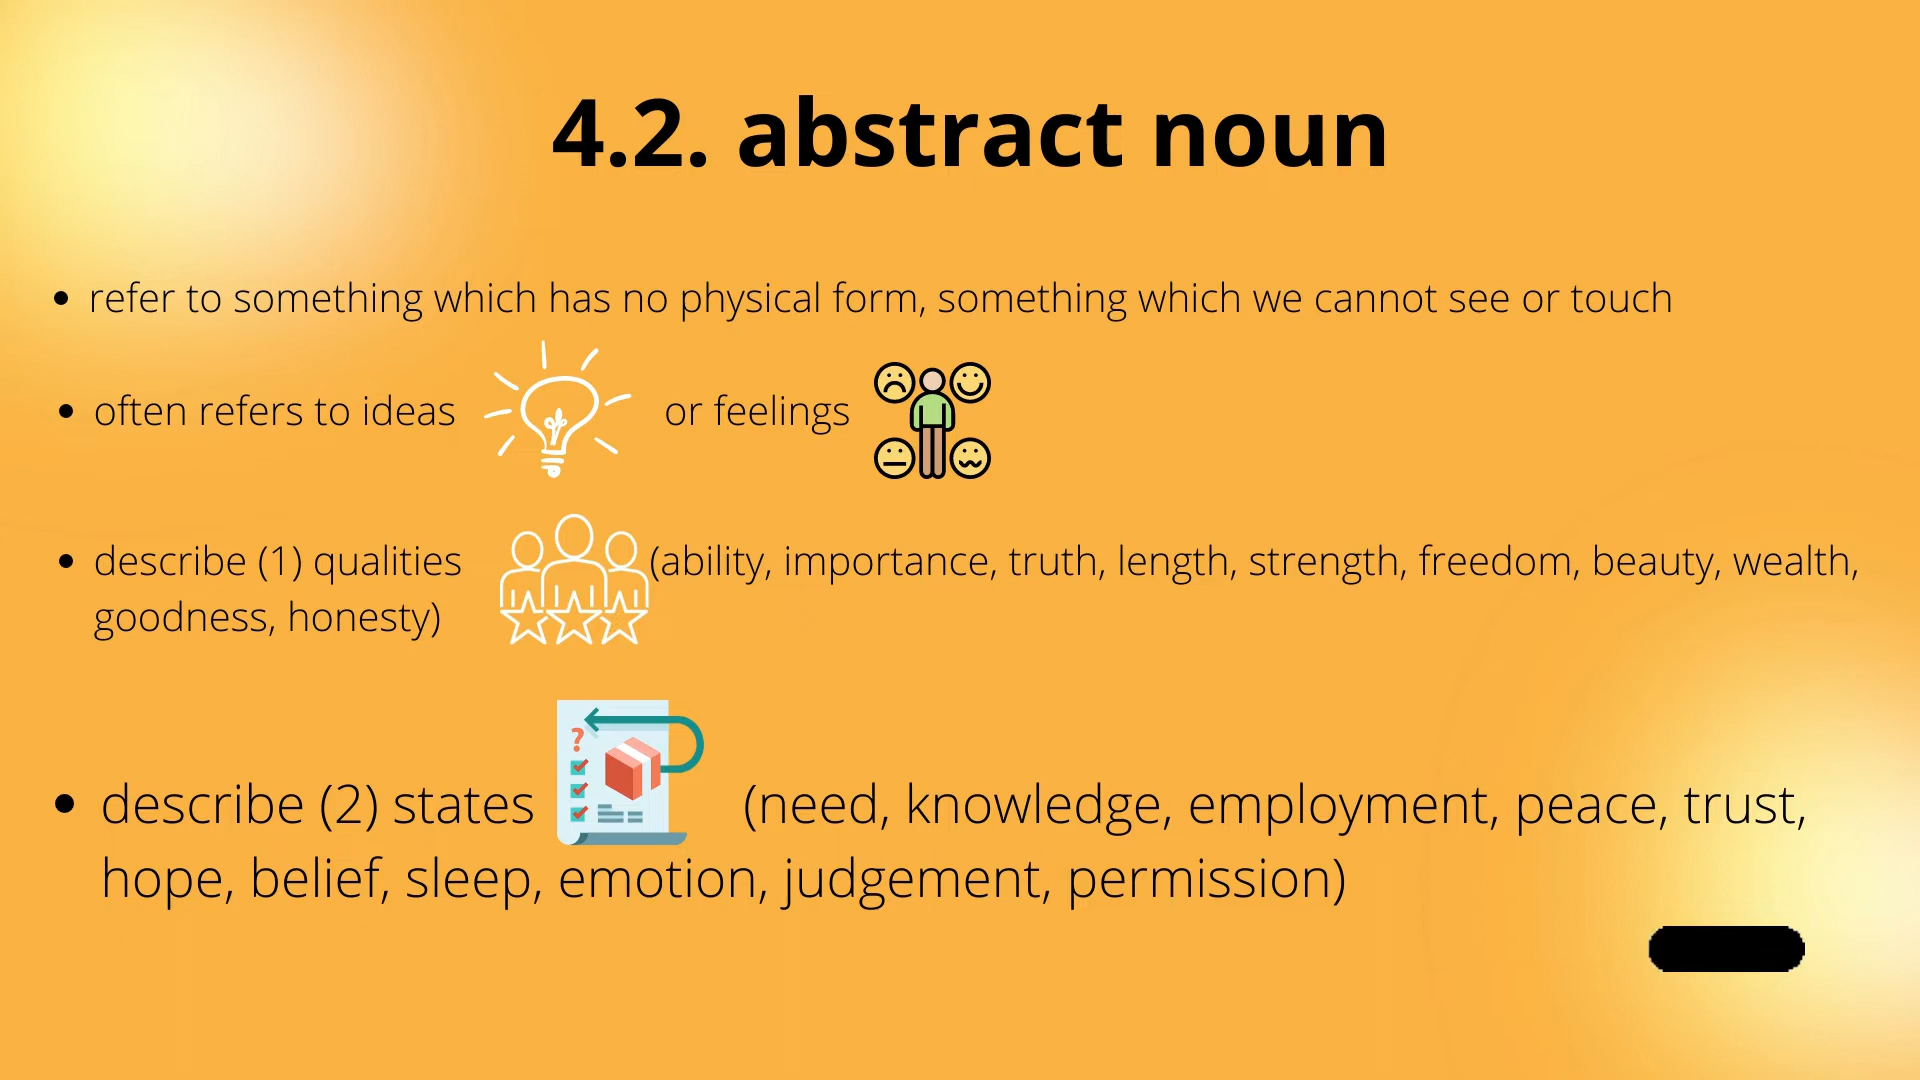 4.2. abstract noun
• refer to something which has no physical form, something which we cannot see or touch
• often refers to ideas or feelings
• describe (1) qualities (ability, importance, truth, length, strength, freedom, beauty, wealth,
goodness, honesty)
?
• describe (2) states (need, knowledge, employment, peace, trust,
hope, belief, sleep, emotion, judgement, permission)